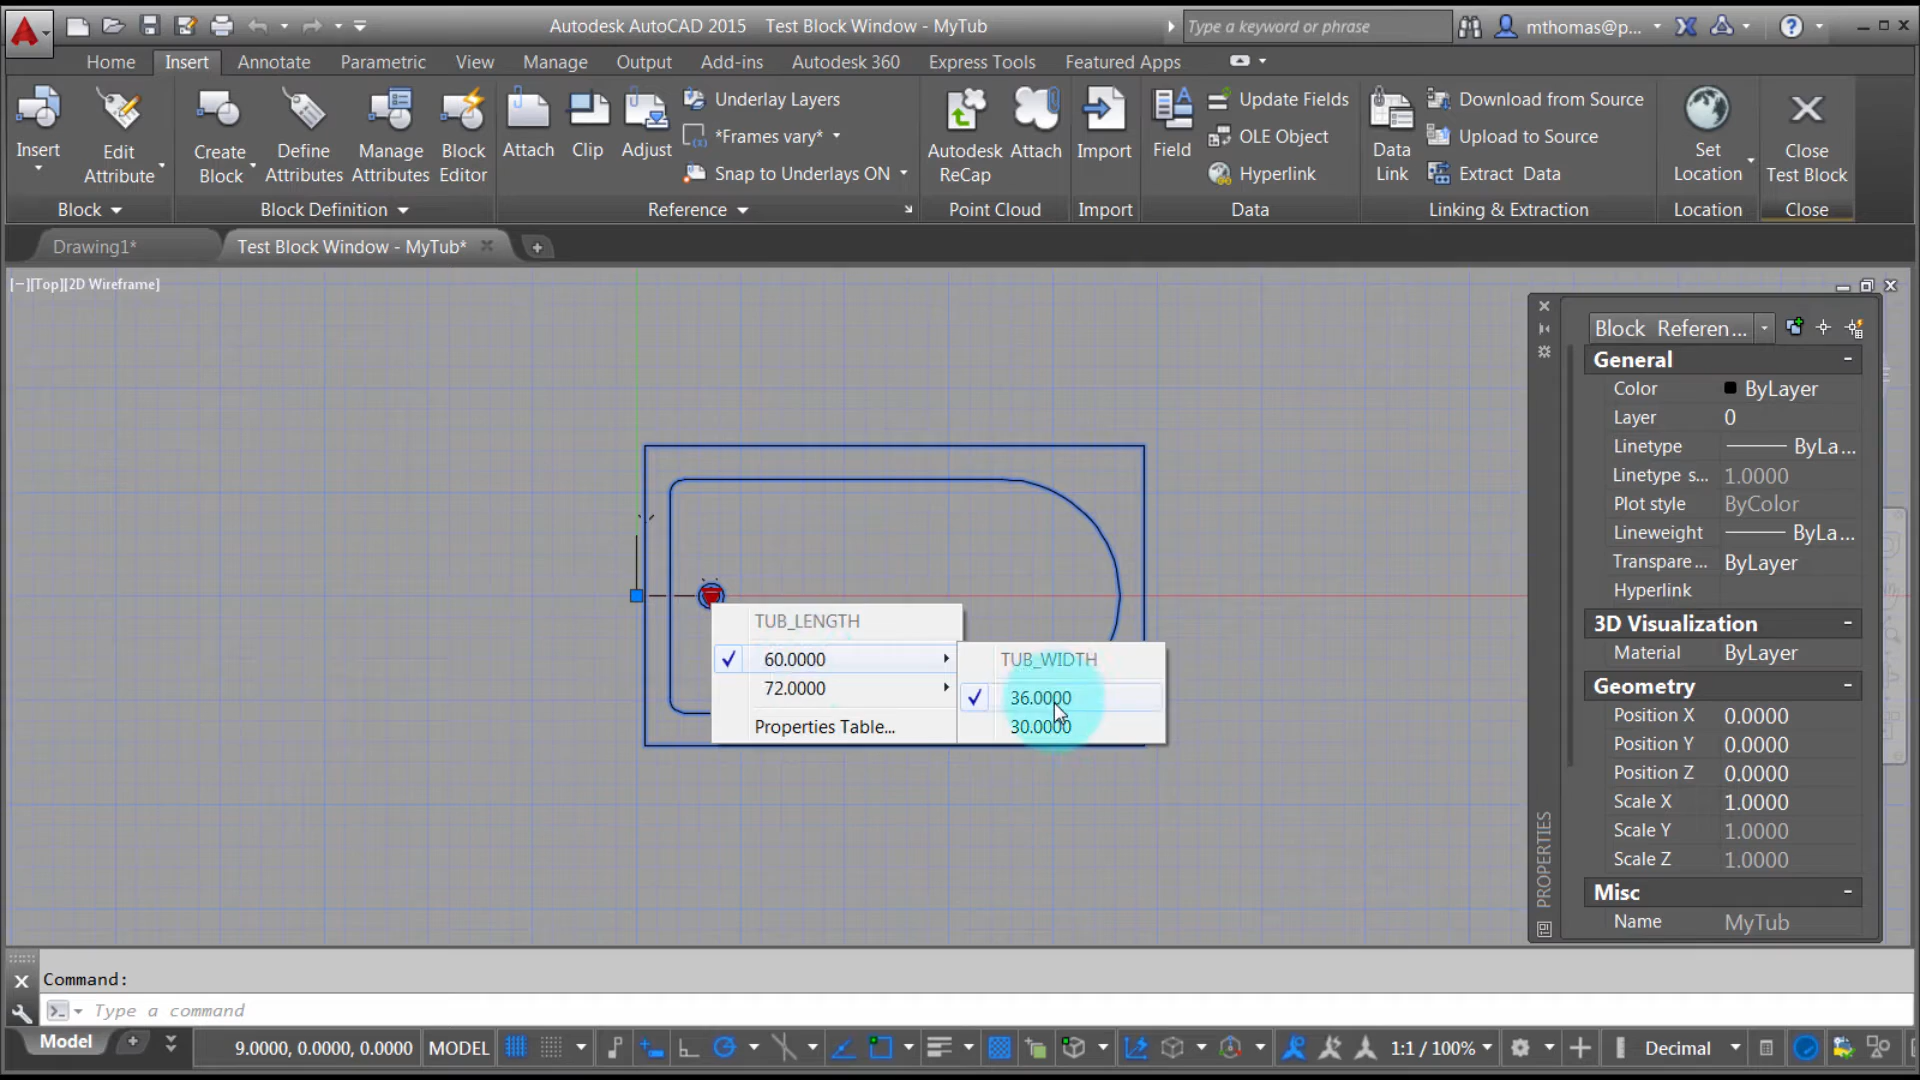 Autodesk AutoCAD 2015 Test Block Window - MyTub
Type a keyword or phrase
mthomas@p...
Home Insert Annotate Parametric View Manage Output Add-ins Autodesk 360 Express Tools Featured Apps
Insert
Edit Attribute
Create Block
Define Attributes
Manage Attributes
Block Editor
Attach
Clip
Adjust
Underlay Layers
*Frames vary*
Snap to Underlays ON
Autodesk ReCap
Attach
Import
Field
Update Fields
OLE Object
Hyperlink
Data Link
Download from Source
Upload to Source
Extract Data
Set Location
Close Test Block
Block Block Definition Reference Point Cloud Import Data Linking & Extraction Location Close
Drawing1* Test Block Window - MyTub*
[−][Top][2D Wireframe]
TUB_LENGTH
60.0000
72.0000
Properties Table...
TUB_WIDTH
36.0000
30.0000
PROPERTIES
Block Referen...
General
Color ByLayer
Layer 0
Linetype ByLa...
Linetype s... 1.0000
Plot style ByColor
Lineweight ByLa...
Transpare... ByLayer
Hyperlink
3D Visualization
Material ByLayer
Geometry
Position X 0.0000
Position Y 0.0000
Position Z 0.0000
Scale X 1.0000
Scale Y 1.0000
Scale Z 1.0000
Misc
Name MyTub
Command:
Type a command
Model
9.0000, 0.0000, 0.0000 MODEL 1:1 / 100% Decimal